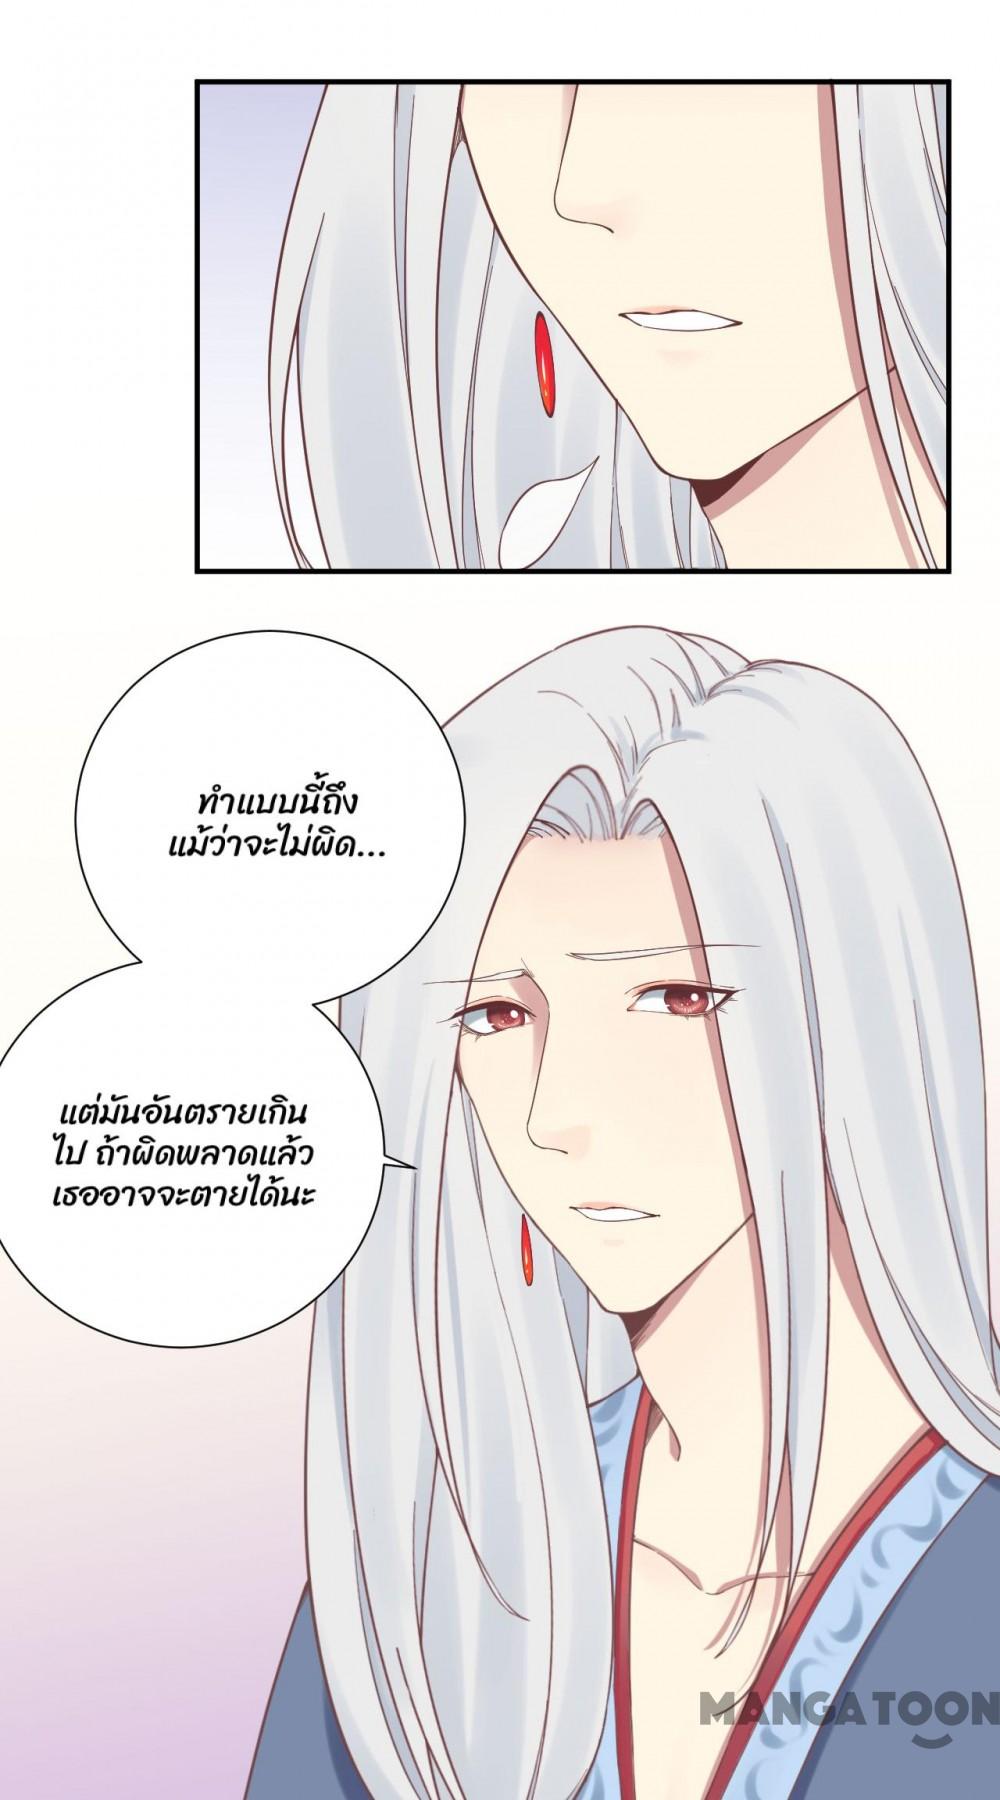 ทำแบบนี้ถึง
แม้ว่าจะไม่ผิด...
แต่มันอันตรายเกิน
ไป ถ้าผิดพลาดแล้ว
เธออาจจะตายได้นะ
MANGATOON